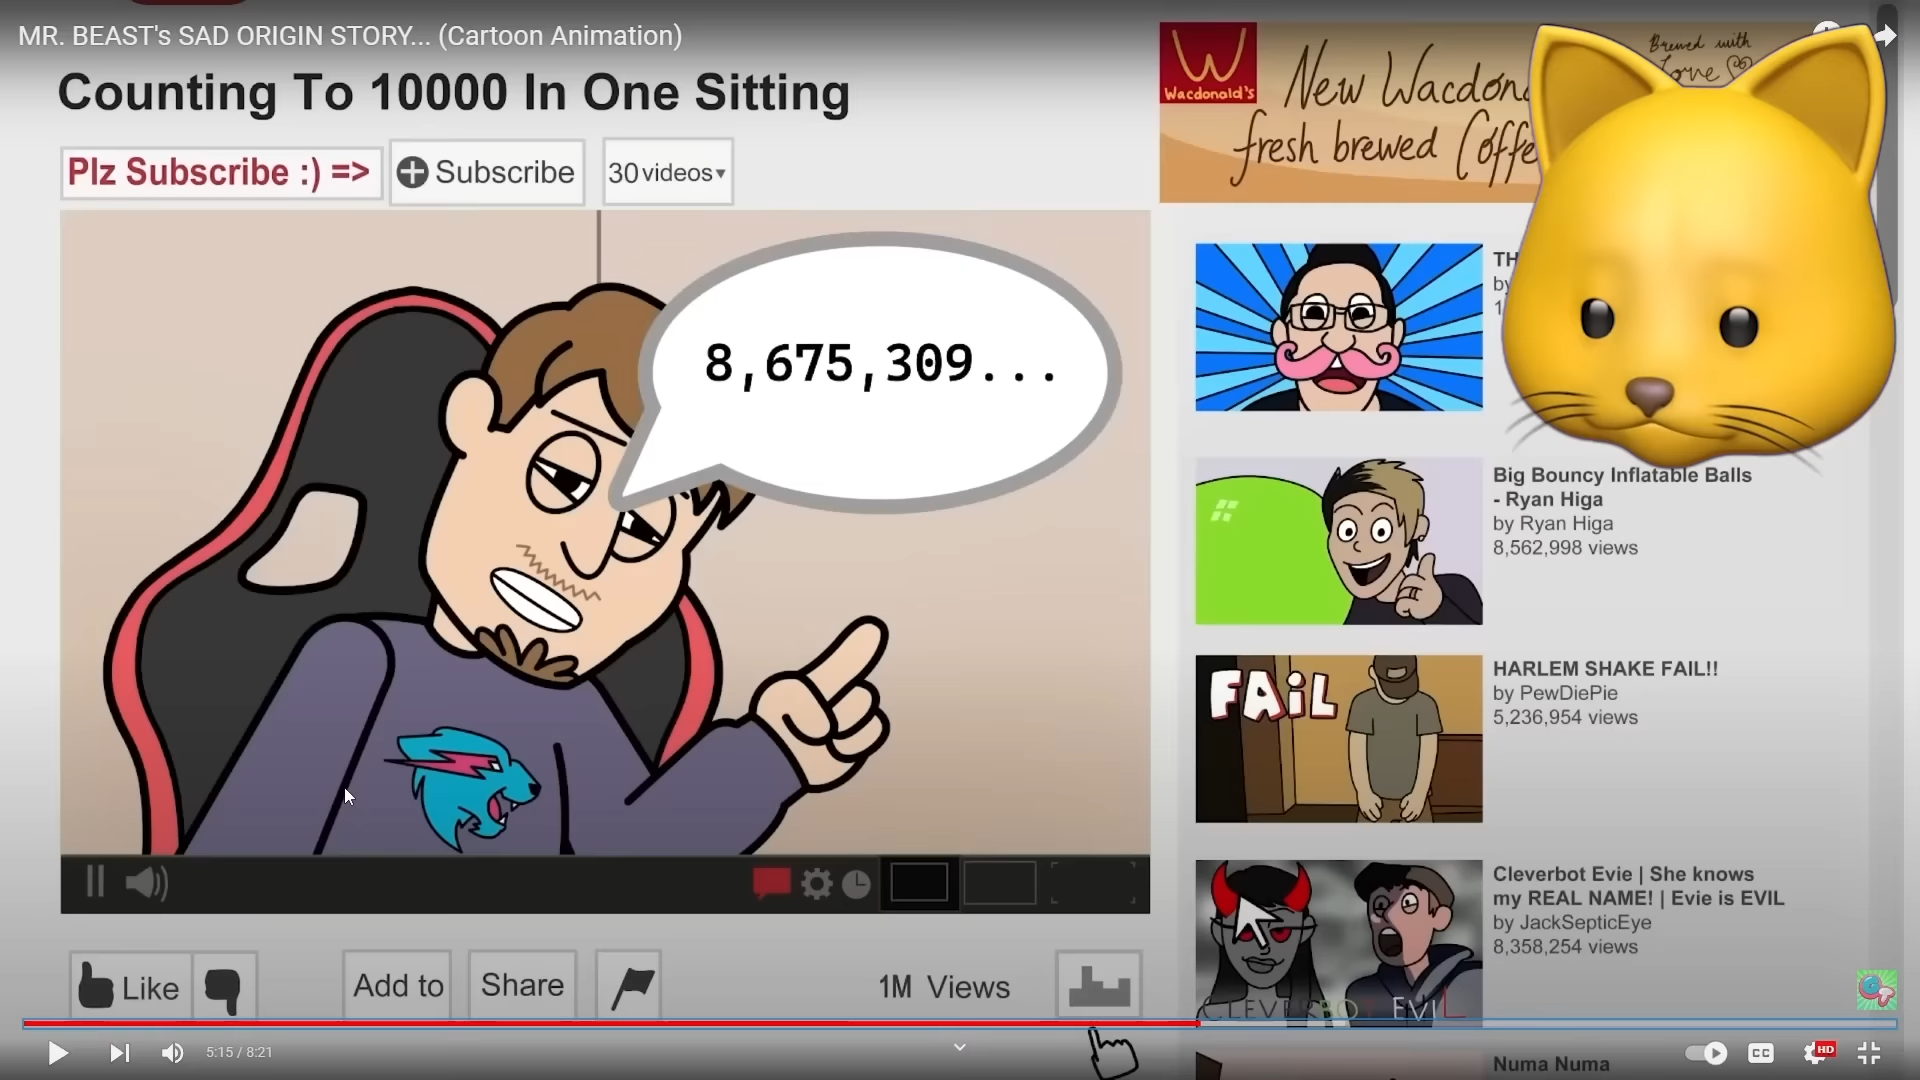 MR. BEAST's SAD ORIGIN STORY... (Cartoon Animation)
Counting To 10000 In One Sitting
Plz Subscribe :) =>
Subscribe
30 videos
8,675,309...
Like
Add to
Share
1M Views
Wacdonald's
New
fresh brewed
Brewed with
Love
by
Big Bouncy Inflatable Balls
- Ryan Higa
by Ryan Higa
8,562,998 views
FAiL
HARLEM SHAKE FAIL!!
by PewDiePie
5,236,954 views
Cleverbot Evie | She knows
my REAL NAME! | Evie is EVIL
by JackSepticEye
8,358,254 views
Numa Numa
5:15 / 8:21
CC
HD